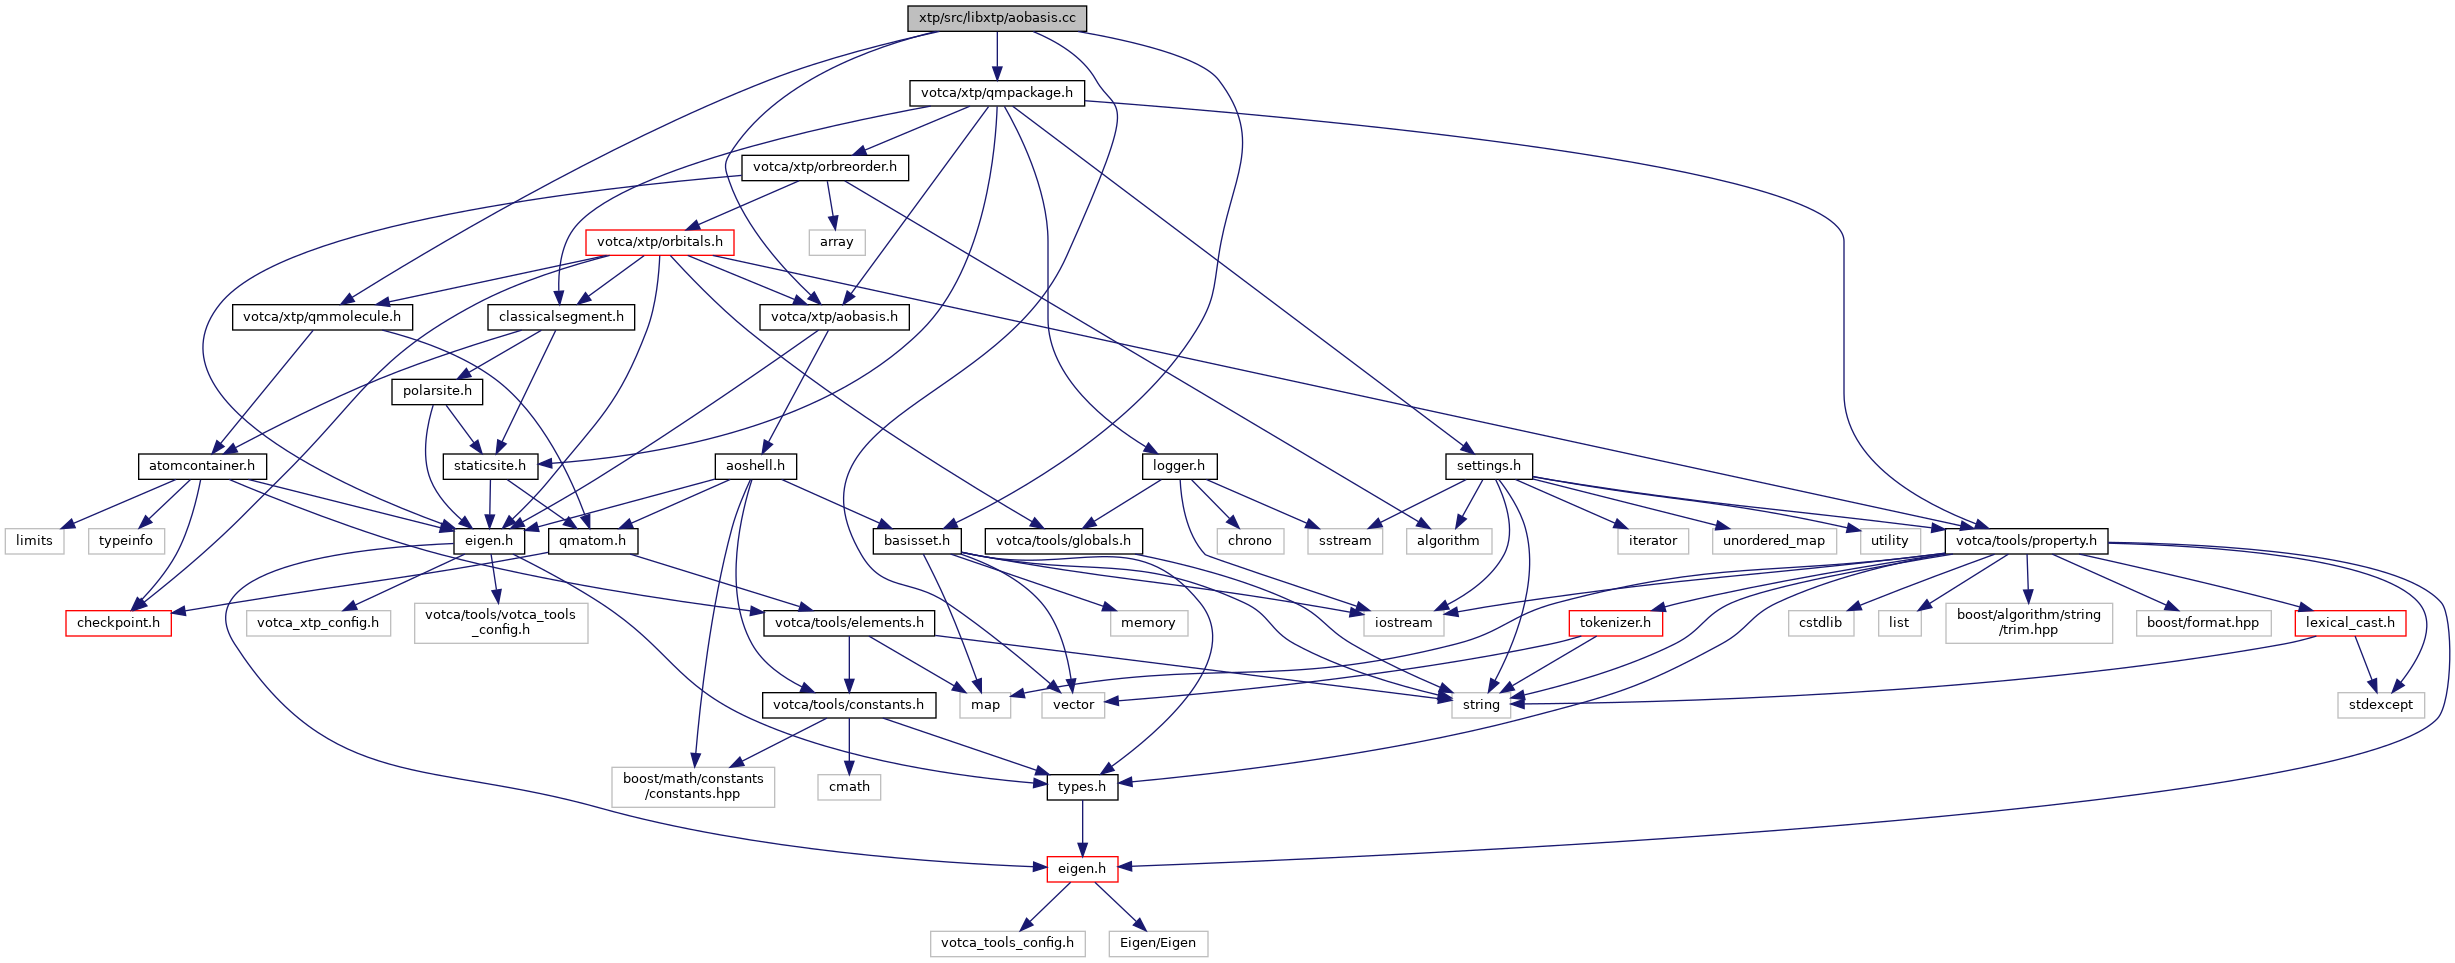 xtp/src/libxtp/aobasis.cc
votca/xtp/qmpackage.h
votca/xtp/orbreorder.h
votca/xtp/orbitals.h
array
votca/xtp/qmmolecule.h
classicalsegment.h
votca/xtp/aobasis.h
polarsite.h
atomcontainer.h
staticsite.h
aoshell.h
logger.h
settings.h
limits
typeinfo
eigen.h
qmatom.h
basisset.h
votca/tools/globals.h
chrono
sstream
algorithm
iterator
unordered_map
utility
votca/tools/property.h
checkpoint.h
votca_xtp_config.h
votca/tools/votca_tools
_config.h
votca/tools/elements.h
memory
iostream
tokenizer.h
cstdlib
list
boost/algorithm/string
/trim.hpp
boost/format.hpp
lexical_cast.h
votca/tools/constants.h
map
vector
string
stdexcept
boost/math/constants
/constants.hpp
cmath
types.h
eigen.h
votca_tools_config.h
Eigen/Eigen